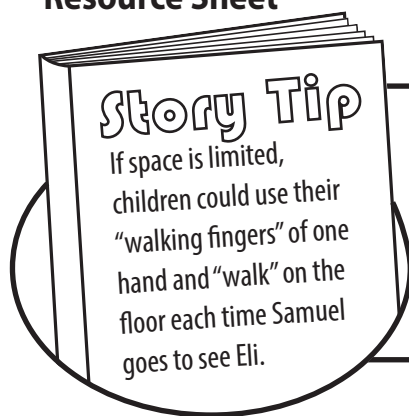 Resource Sheet
Story Tip
If space is limited,
children could use their
“walking fingers” of one
hand and “walk” on the
floor each time Samuel
goes to see Eli.